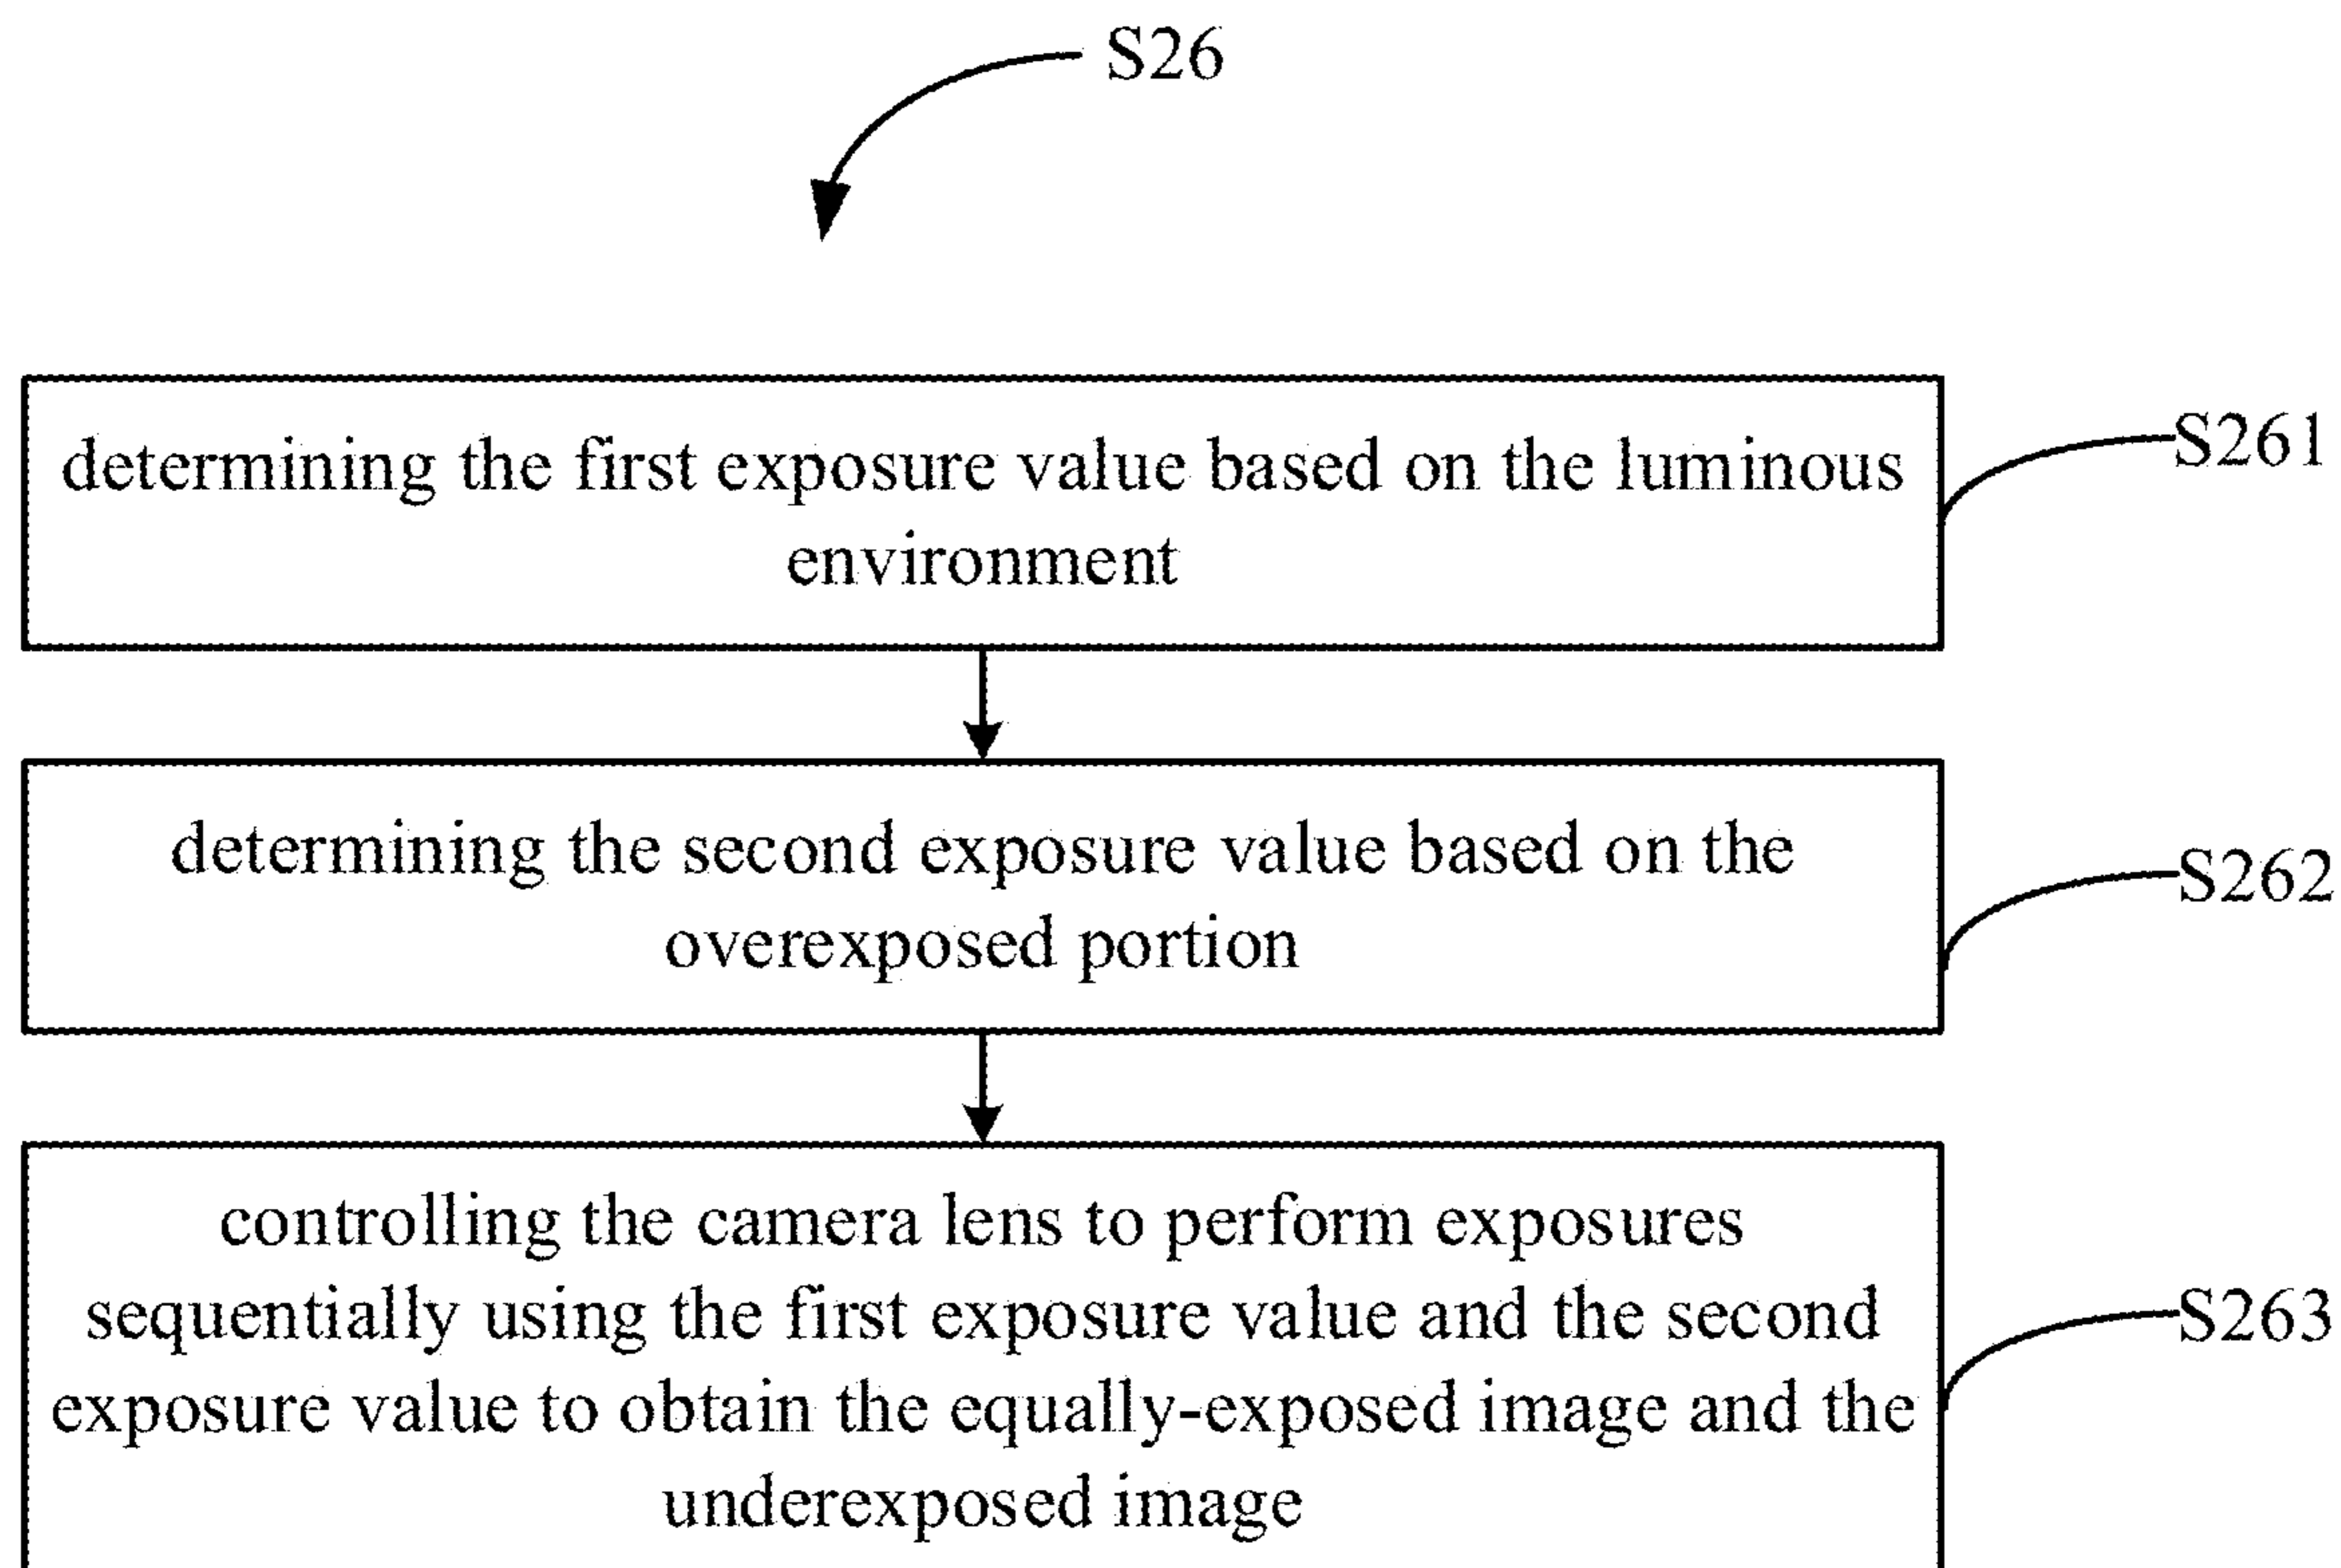 S26
determining the first exposure value based on the luminous
environment
S261
determining the second exposure value based on the
overexposed portion
S262
controlling the camera lens to perform exposures
sequentially using the first exposure value and the second
exposure value to obtain the equally-exposed image and the
underexposed image
S263